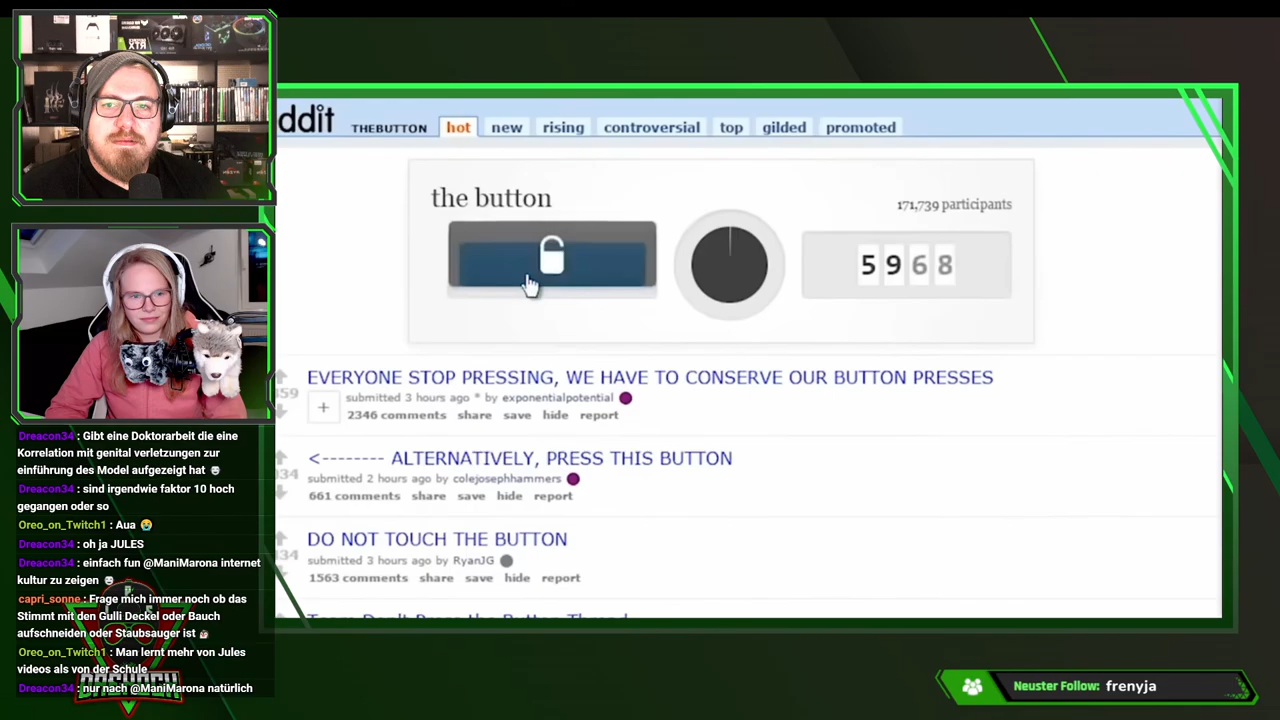 ddit THEBUTTON hot new rising controversial top gilded promoted
the button
171,739 participants
5968
EVERYONE STOP PRESSING, WE HAVE TO CONSERVE OUR BUTTON PRESSES
submitted 3 hours ago * by exponentialpotential
2346 comments share save hide report
<-------- ALTERNATIVELY, PRESS THIS BUTTON
submitted 2 hours ago by colejosephhammers
661 comments share save hide report
DO NOT TOUCH THE BUTTON
submitted 3 hours ago by RyanJG
1563 comments share save hide report
Dreacon34 : Gibt eine Doktorarbeit die eine
Korrelation mit genital verletzungen zur
einführung des Model aufgezeigt hat
Dreacon34 : sind irgendwie faktor 10 hoch
gegangen oder so
Oreo_on_Twitch1 : Aua 😭
Dreacon34 : oh ja JULES
Dreacon34 : einfach fun @ManiMarona internet
kultur zu zeigen
capri_sonne : Frage mich immer noch ob das
Stimmt mit den Gulli Deckel oder Bauch
aufschneiden oder Staubsauger ist
Oreo_on_Twitch1 : Man lernt mehr von Jules
videos als von der Schule
Dreacon34 : nur nach @ManiMarona natürlich
Neuster Follow: frenyja